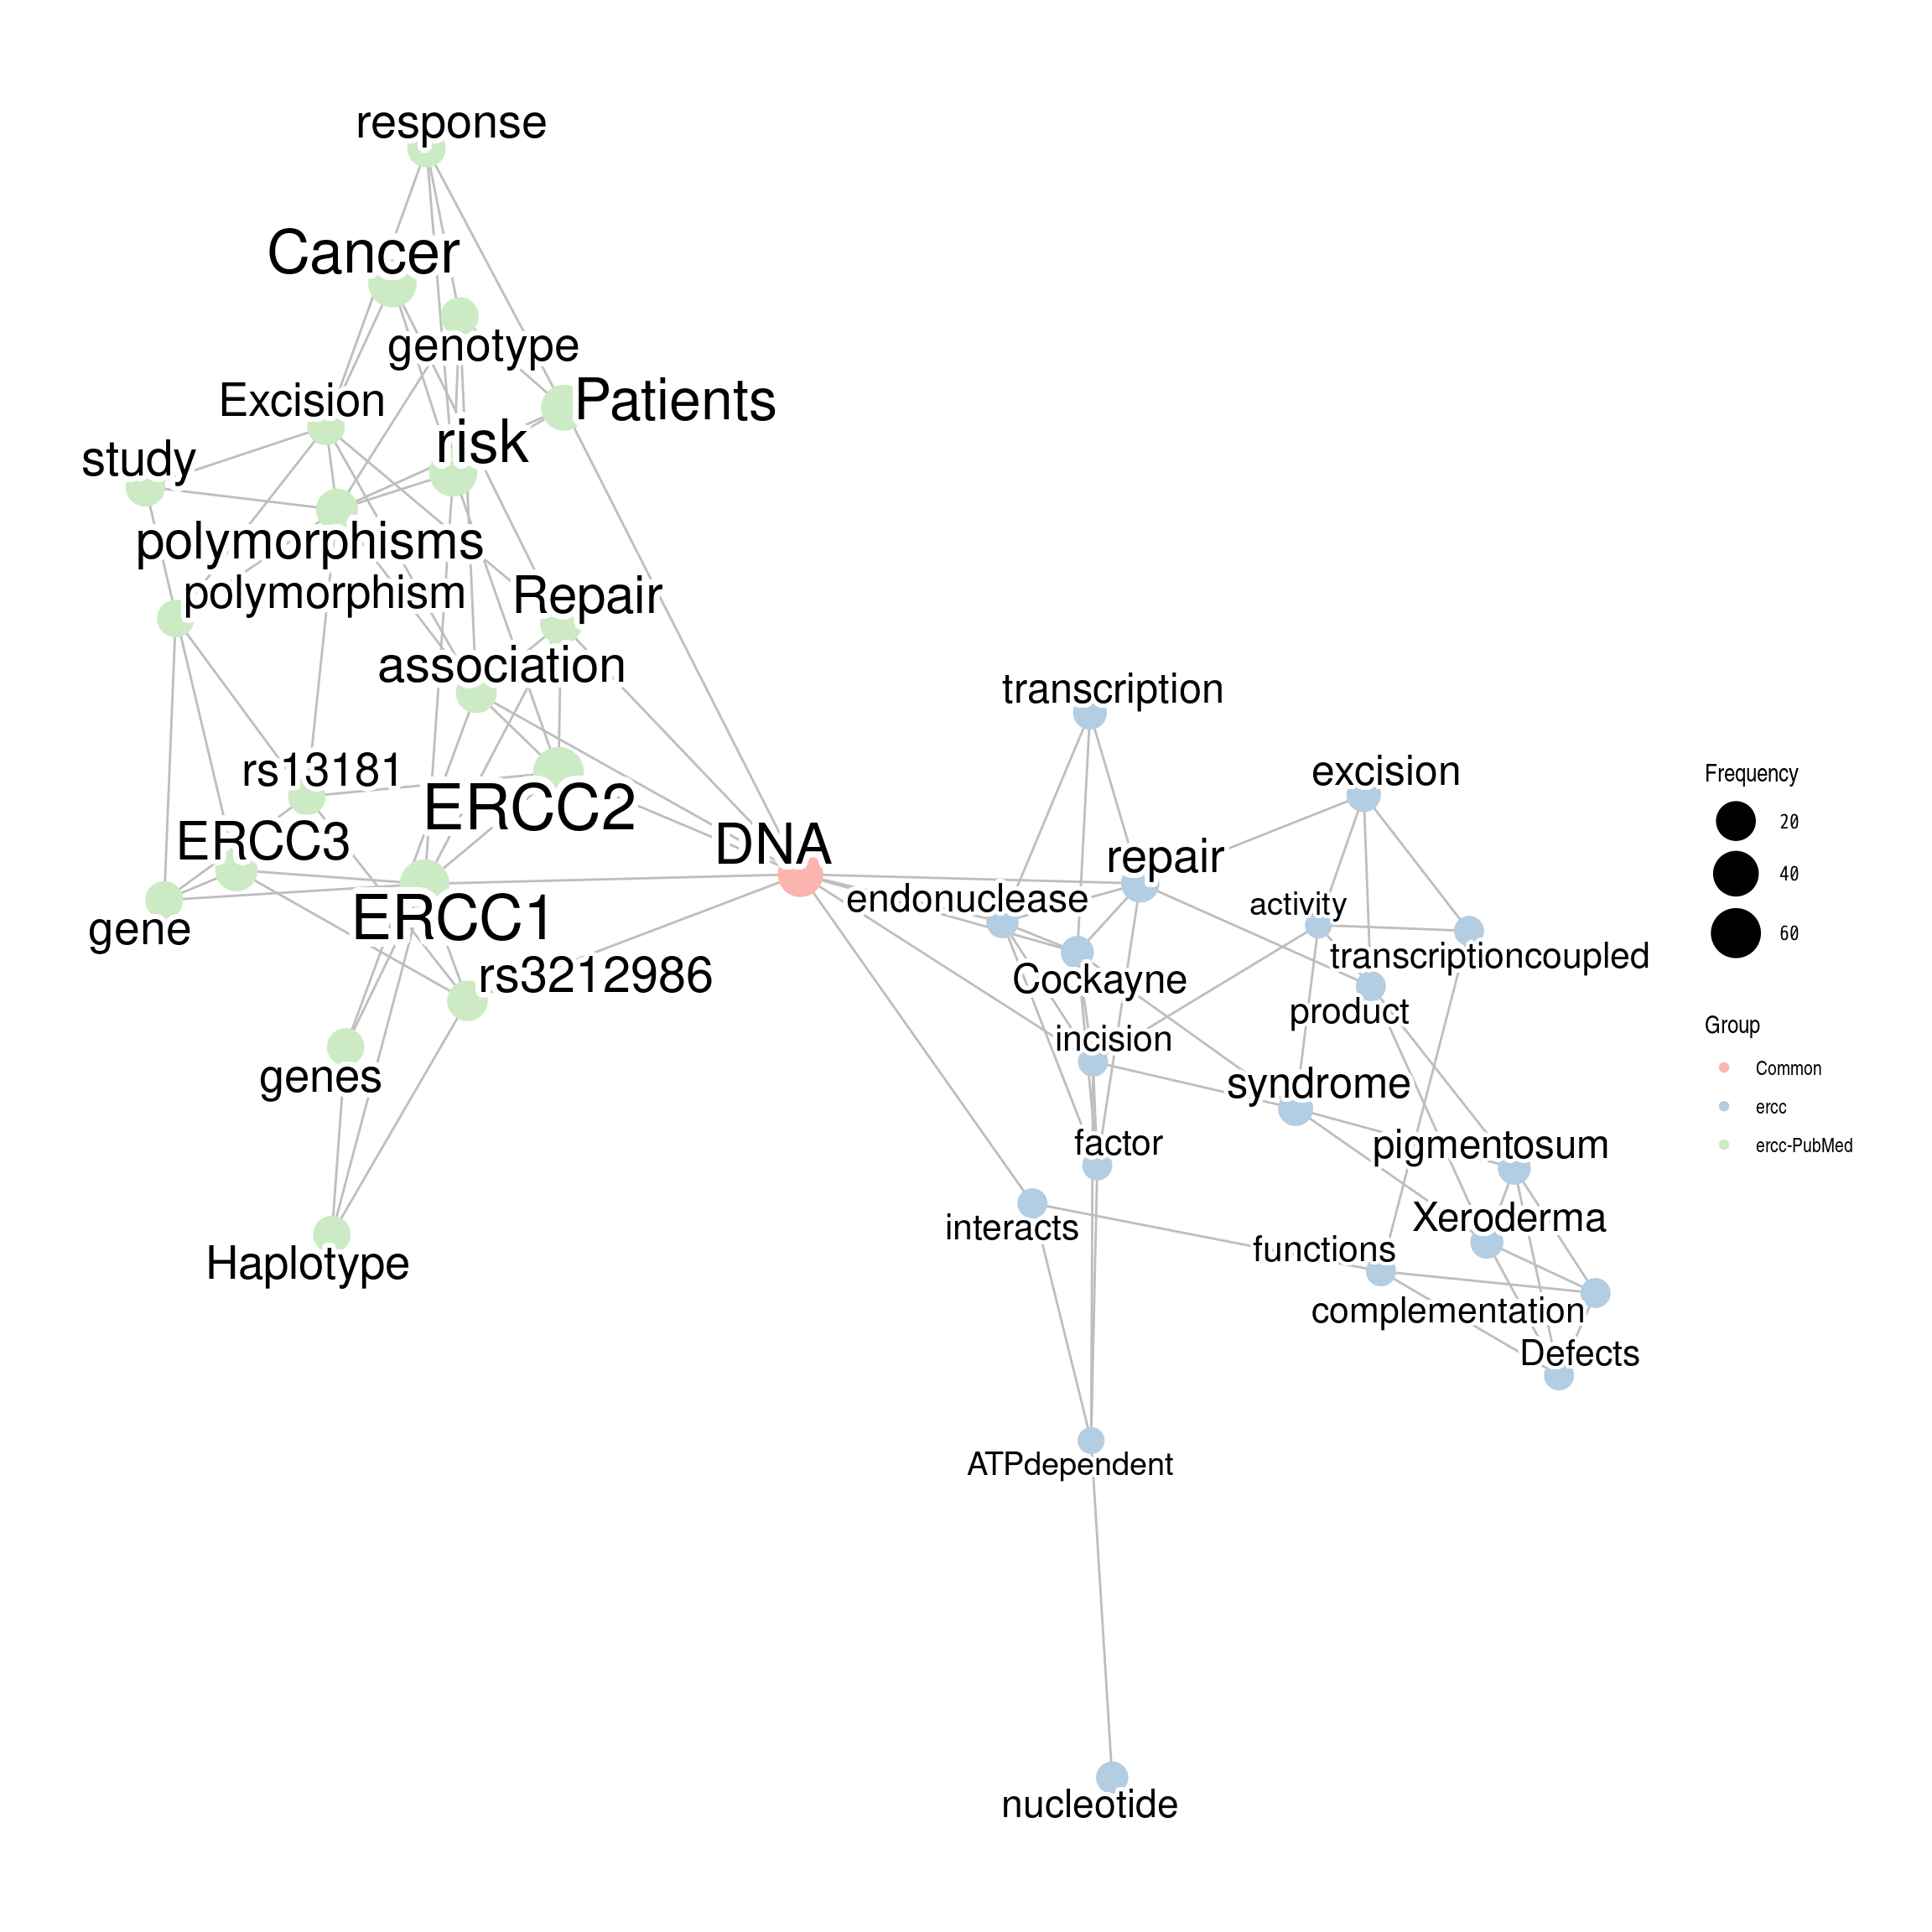 response
Cancer
genotype
Excision
Patients
risk
study
polymorphisms
polymorphism
Repair
association
rs13181
ERCC2
ERCC3
DNA
ERCC1
gene
rs3212986
genes
Haplotype
transcription
excision
repair
endonuclease
activity
transcriptioncoupled
Cockayne
product
incision
syndrome
factor
pigmentosum
interacts
Xeroderma
functions
complementation
Defects
ATPdependent
nucleotide
Frequency
20
40
60
Group
Common
ercc
ercc-PubMed